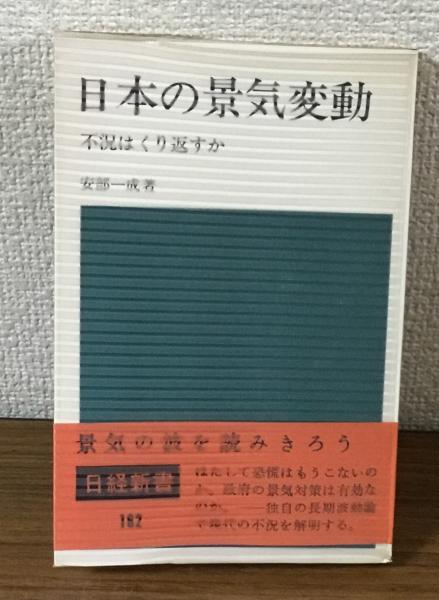 日本の景気変動
不況はくり返すか
安部一成著
景気の波を読みきろう
日経新書
162
はたして恐慌はもうこないの
か。政府の景気対策は有効な
のか。――独自の長期波動論
の不況を解明する。